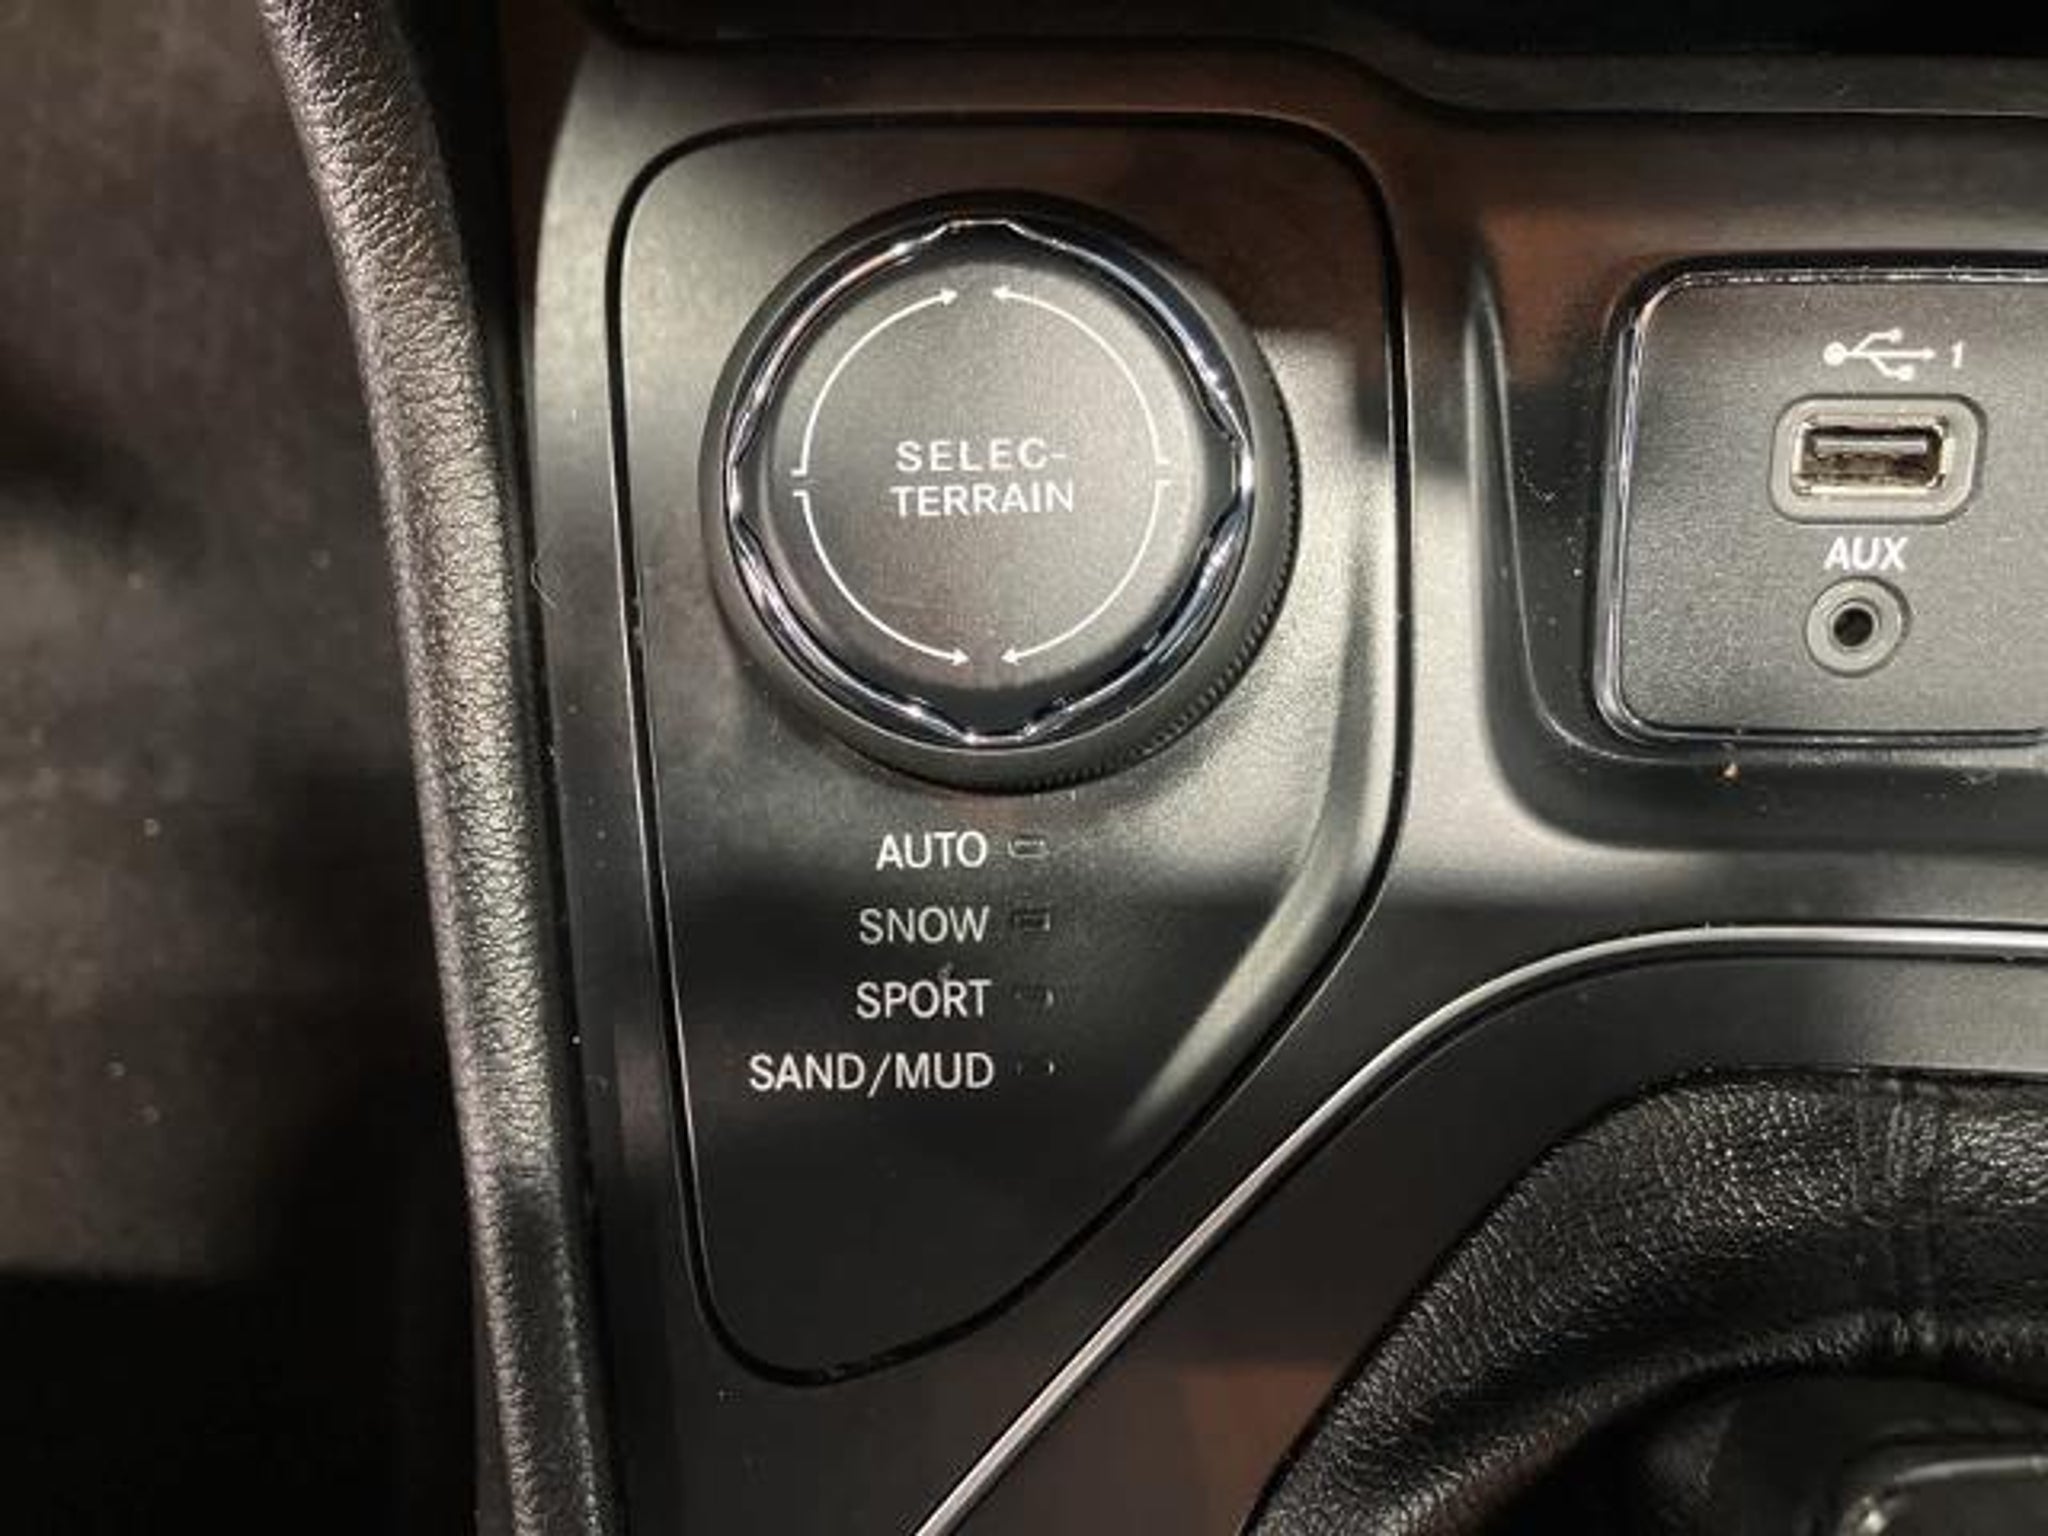 SELEC-
TERRAIN
1
AUX
AUTO
SNOW
SPORT
SAND/MUD